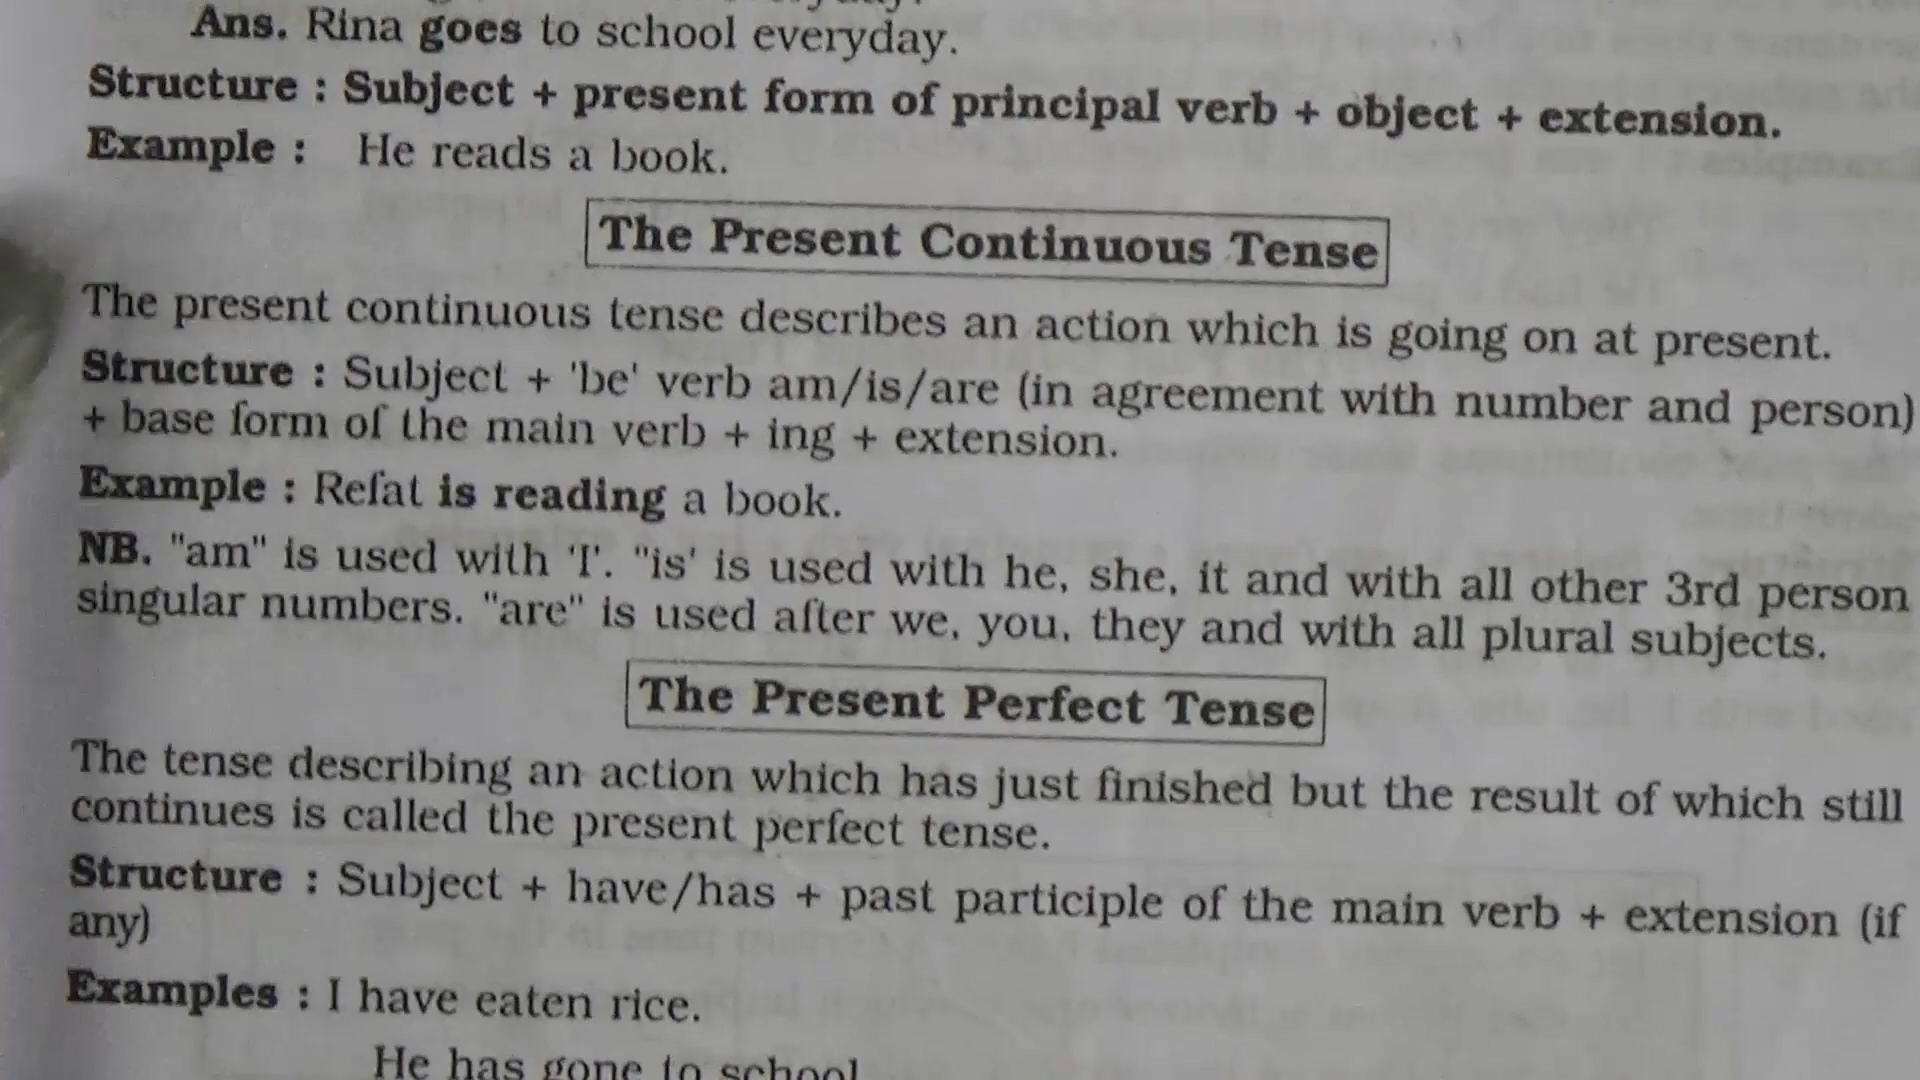 Ans. Rina goes to school everyday.
Structure : Subject + present form of principal verb + object + extension.
Example : He reads a book.
The Present Continuous Tense
The present continuous tense describes an action which is going on at present.
Structure : Subject + 'be' verb am/is/are (in agreement with number and person)
+ base form of the main verb + ing + extension.
Example : Refat is reading a book.
NB. "am" is used with 'I'. "is' is used with he, she, it and with all other 3rd person
singular numbers. "are" is used after we, you, they and with all plural subjects.
The Present Perfect Tense
The tense describing an action which has just finished but the result of which still
continues is called the present perfect tense.
Structure : Subject + have/has + past participle of the main verb + extension (if
any)
Examples : I have eaten rice.
He has gone to school